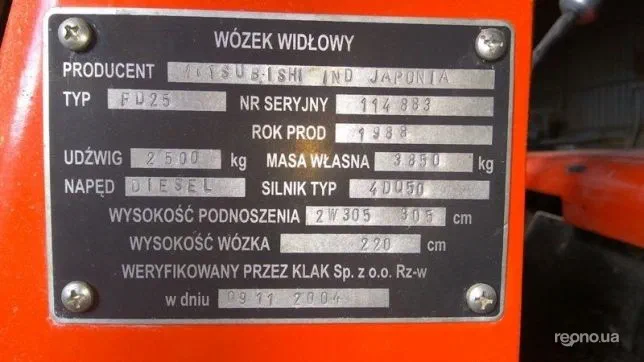 WÓZEK WIDŁOWY
PRODUCENT MITSUBISHI IND JAPONIA
TYP FD25 NR SERYJNY 114883
ROK PROD 1988
UDŹWIG 2500 kg MASA WŁASNA 3850 kg
NAPĘD DIESEL SILNIK TYP 4DQ50
WYSOKOŚĆ PODNOSZENIA 2W305 305 cm
WYSOKOŚĆ WÓZKA 220 cm
WERYFIKOWANY PRZEZ KLAK Sp. z o.o. Rz-w
w dniu 09 11 2004
reono.ua